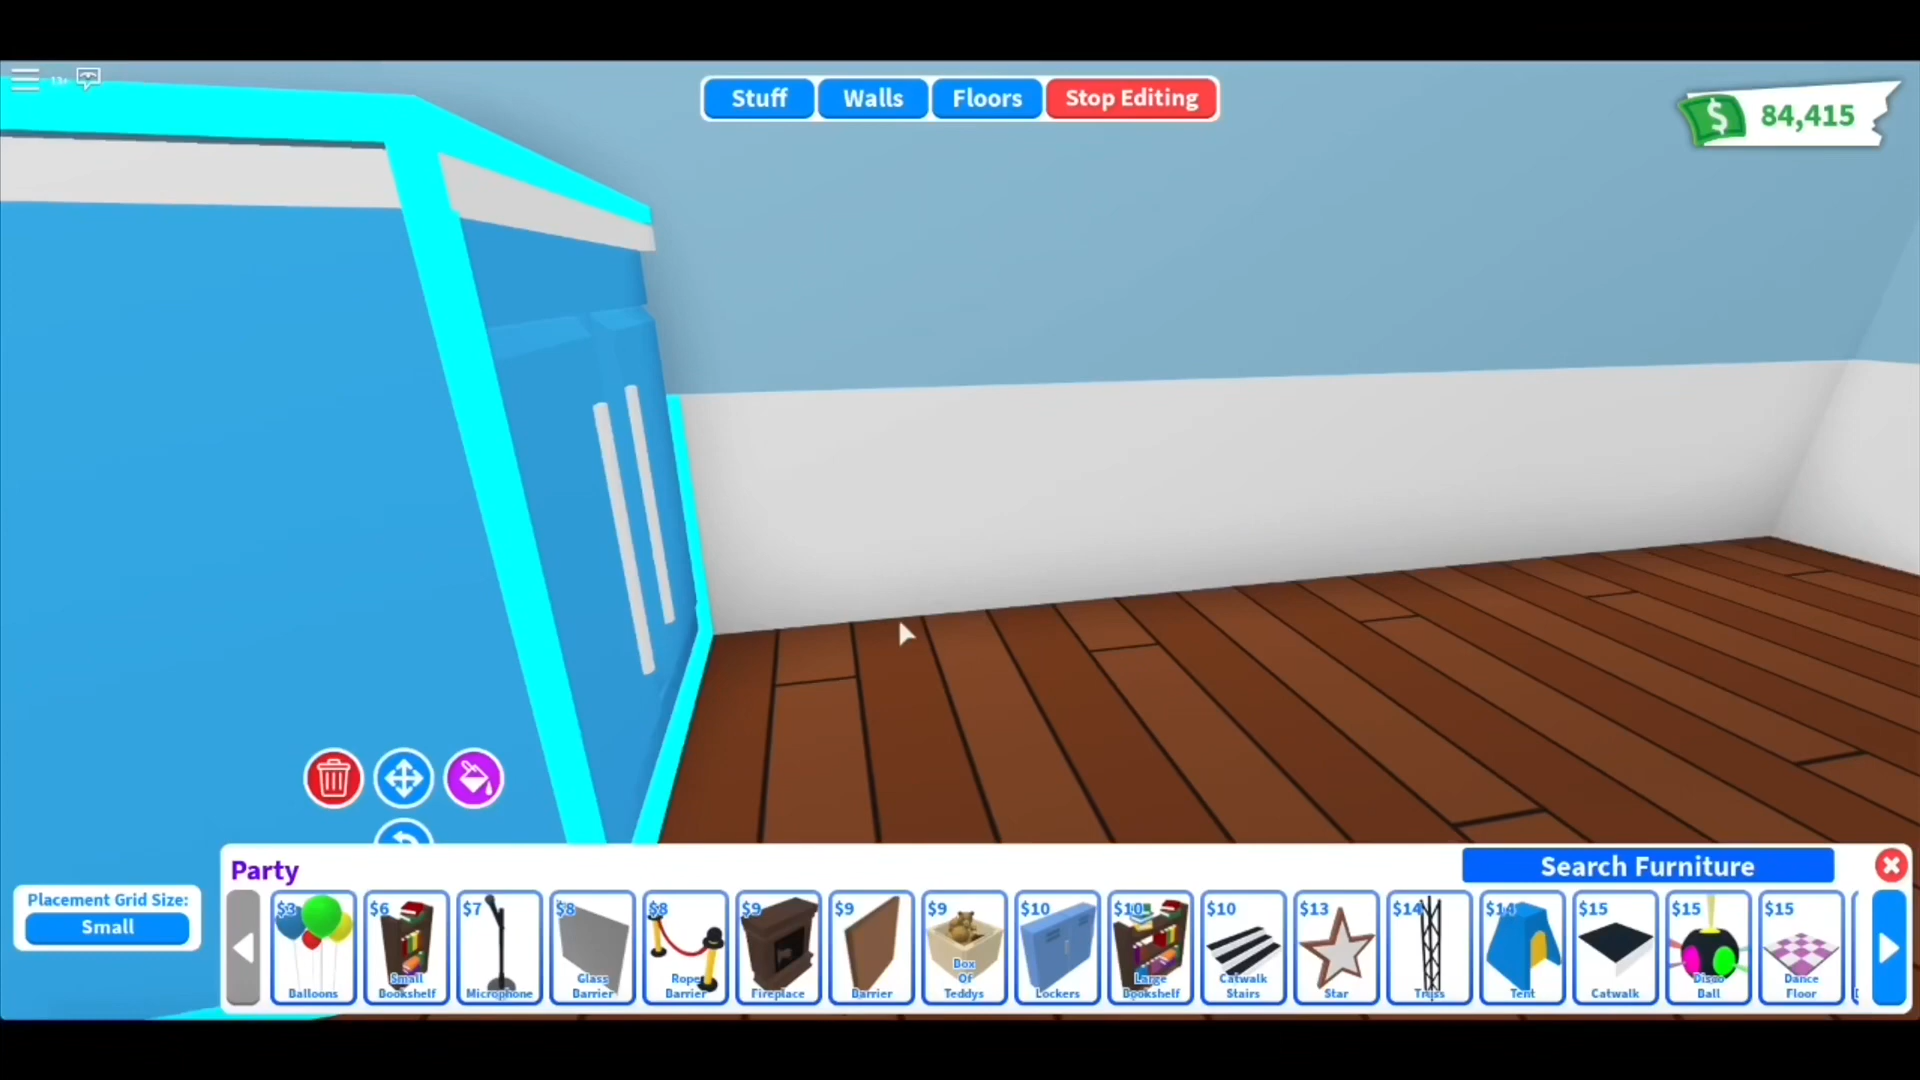 Stuff Walls Floors Stop Editing
84,415
Party
Search Furniture
Placement Grid Size:
Small
$3 $6 $7 $8 $8 $9 $9 $9 $10 $10 $10 $13 $14 $14 $15 $15 $15
Balloons
Small Bookshelf
Microphone
Glass Barrier
Rope Barrier
Fireplace
Barrier
Box Of Teddys
Lockers
Large Bookshelf
Catwalk Stairs
Star
Truss
Tent
Catwalk
Disco Ball
Dance Floor